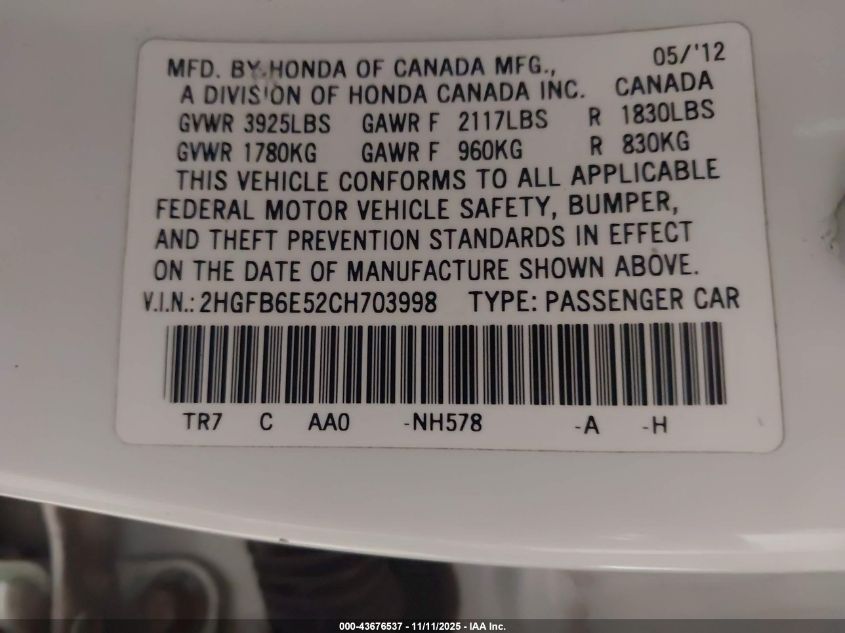 MFD. BY HONDA OF CANADA MFG., 05/'12
A DIVISION OF HONDA CANADA INC. CANADA
GVWR 3925LBS GAWR F 2117LBS R 1830LBS
GVWR 1780KG GAWR F 960KG R 830KG
THIS VEHICLE CONFORMS TO ALL APPLICABLE
FEDERAL MOTOR VEHICLE SAFETY, BUMPER,
AND THEFT PREVENTION STANDARDS IN EFFECT
ON THE DATE OF MANUFACTURE SHOWN ABOVE.
V.I.N.: 2HGFB6E52CH703998 TYPE: PASSENGER CAR
TR7 C AA0 -NH578 -A -H
000-43676537 - 11/11/2025 - IAA Inc.